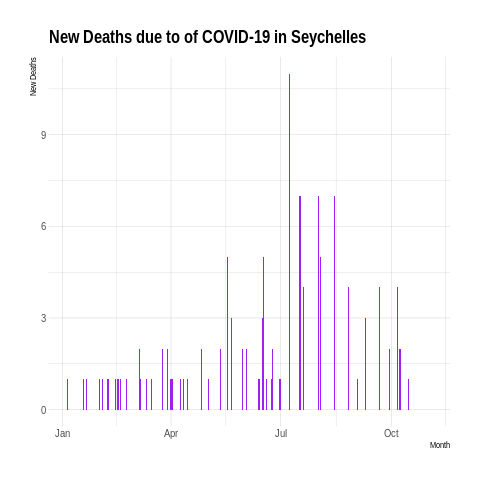 New Deaths due to of COVID-19 in Seychelles
New Deaths
9
6
3
0
Jan Apr Jul Oct
Month